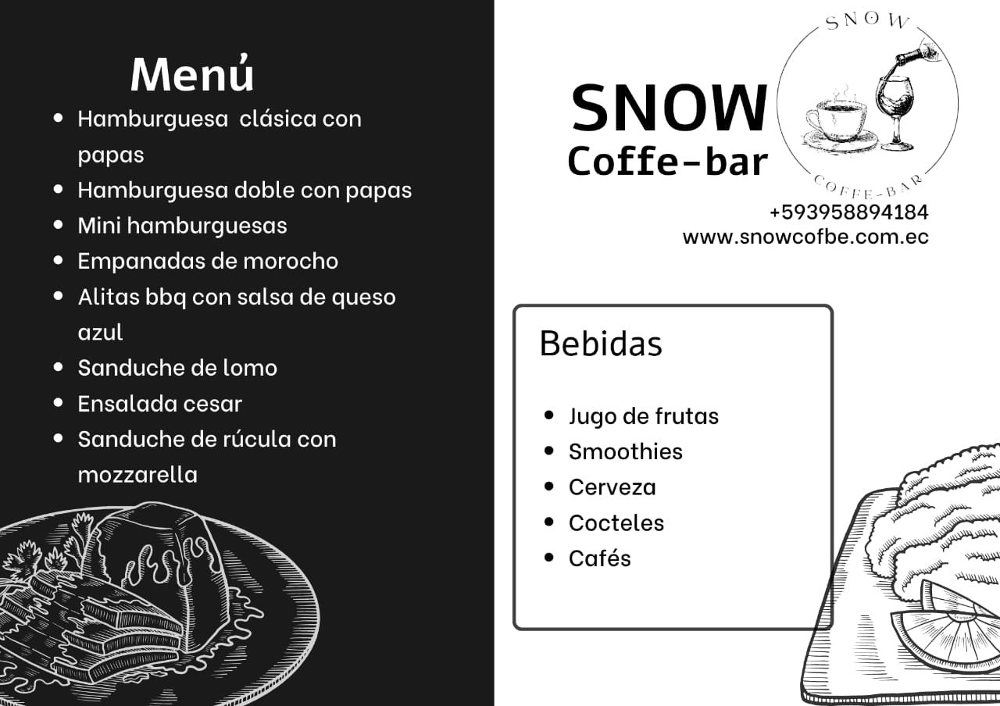 Menú
• Hamburguesa  clásica con
papas
• Hamburguesa doble con papas
• Mini hamburguesas
• Empanadas de morocho
• Alitas bbq con salsa de queso
azul
• Sanduche de lomo
• Ensalada cesar
• Sanduche de rúcula con
mozzarella
SNOW
Coffe-bar
SNOW
COFFE-BAR
+593958894184
www.snowcofbe.com.ec
Bebidas
• Jugo de frutas
• Smoothies
• Cerveza
• Cocteles
• Cafés